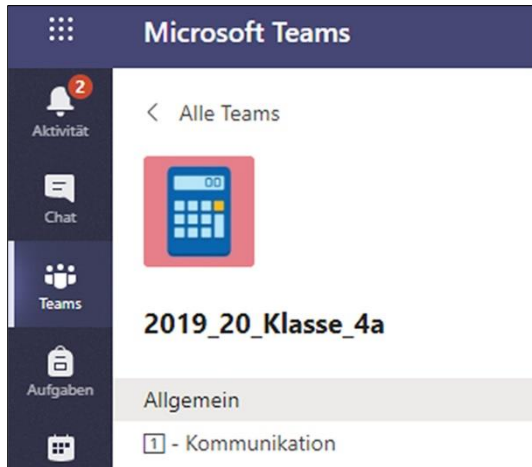 Microsoft Teams
2
Aktivität
Chat
Teams
Aufgaben
< Alle Teams
00
2019_20_Klasse_4a
Allgemein
1 - Kommunikation